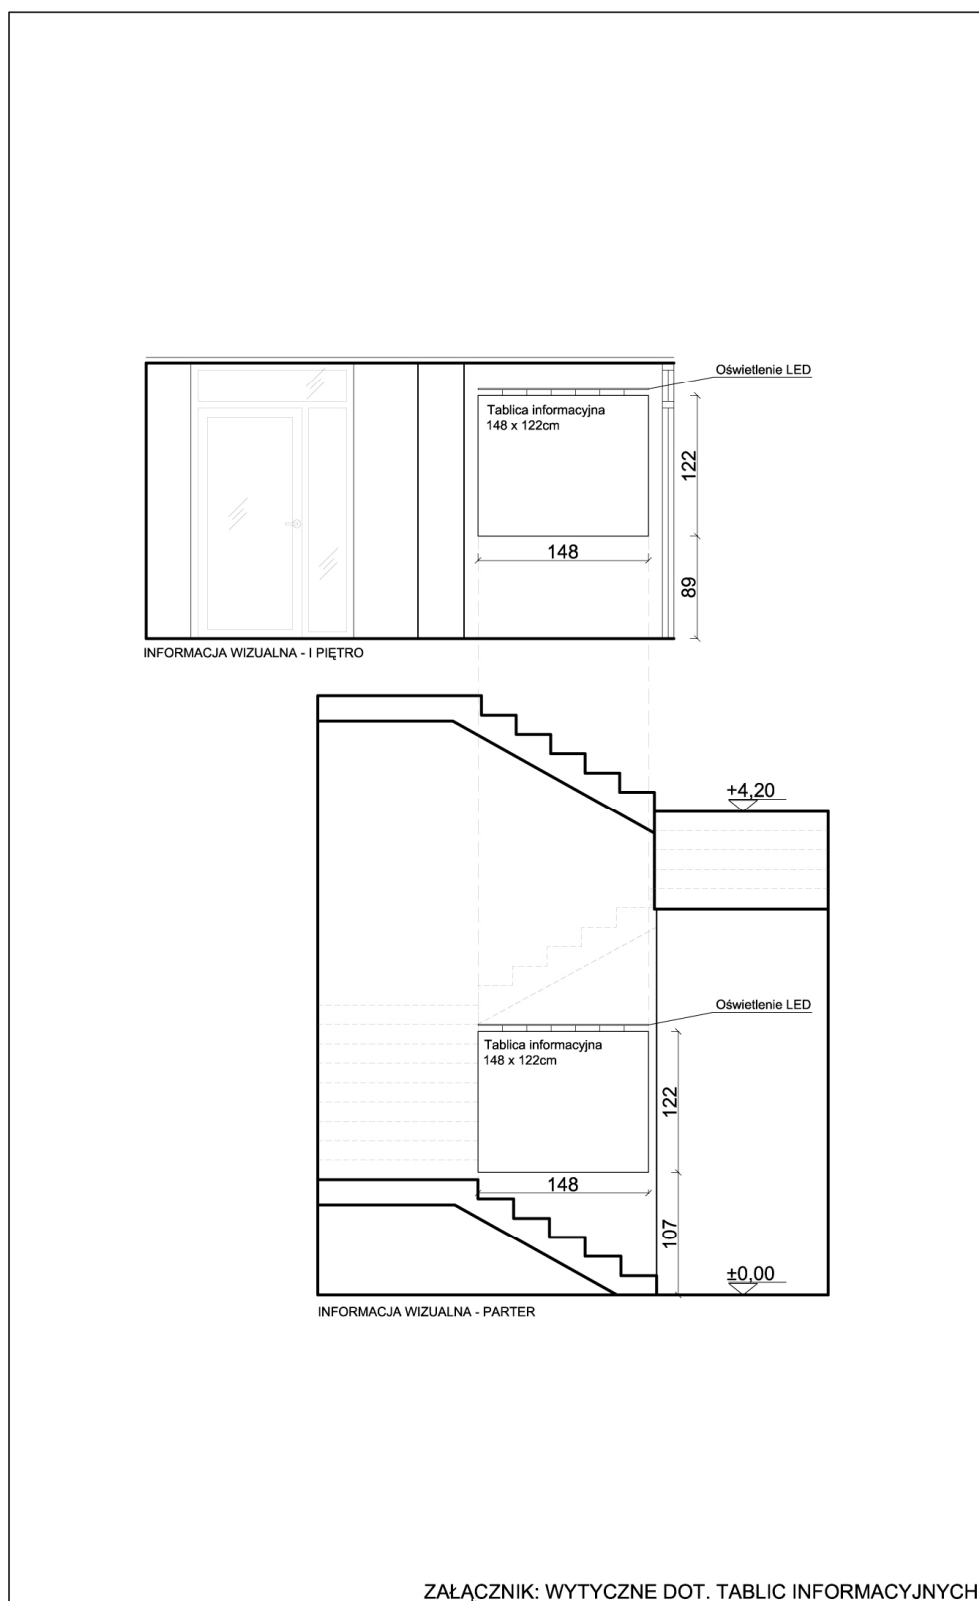 Oświetlenie LED
Tablica informacyjna
148 x 122cm
122
148
89
INFORMACJA WIZUALNA - I PIĘTRO
+4,20
Oświetlenie LED
Tablica informacyjna
148 x 122cm
122
148
107
±0,00
INFORMACJA WIZUALNA - PARTER
ZAŁĄCZNIK: WYTYCZNE DOT. TABLIC INFORMACYJNYCH